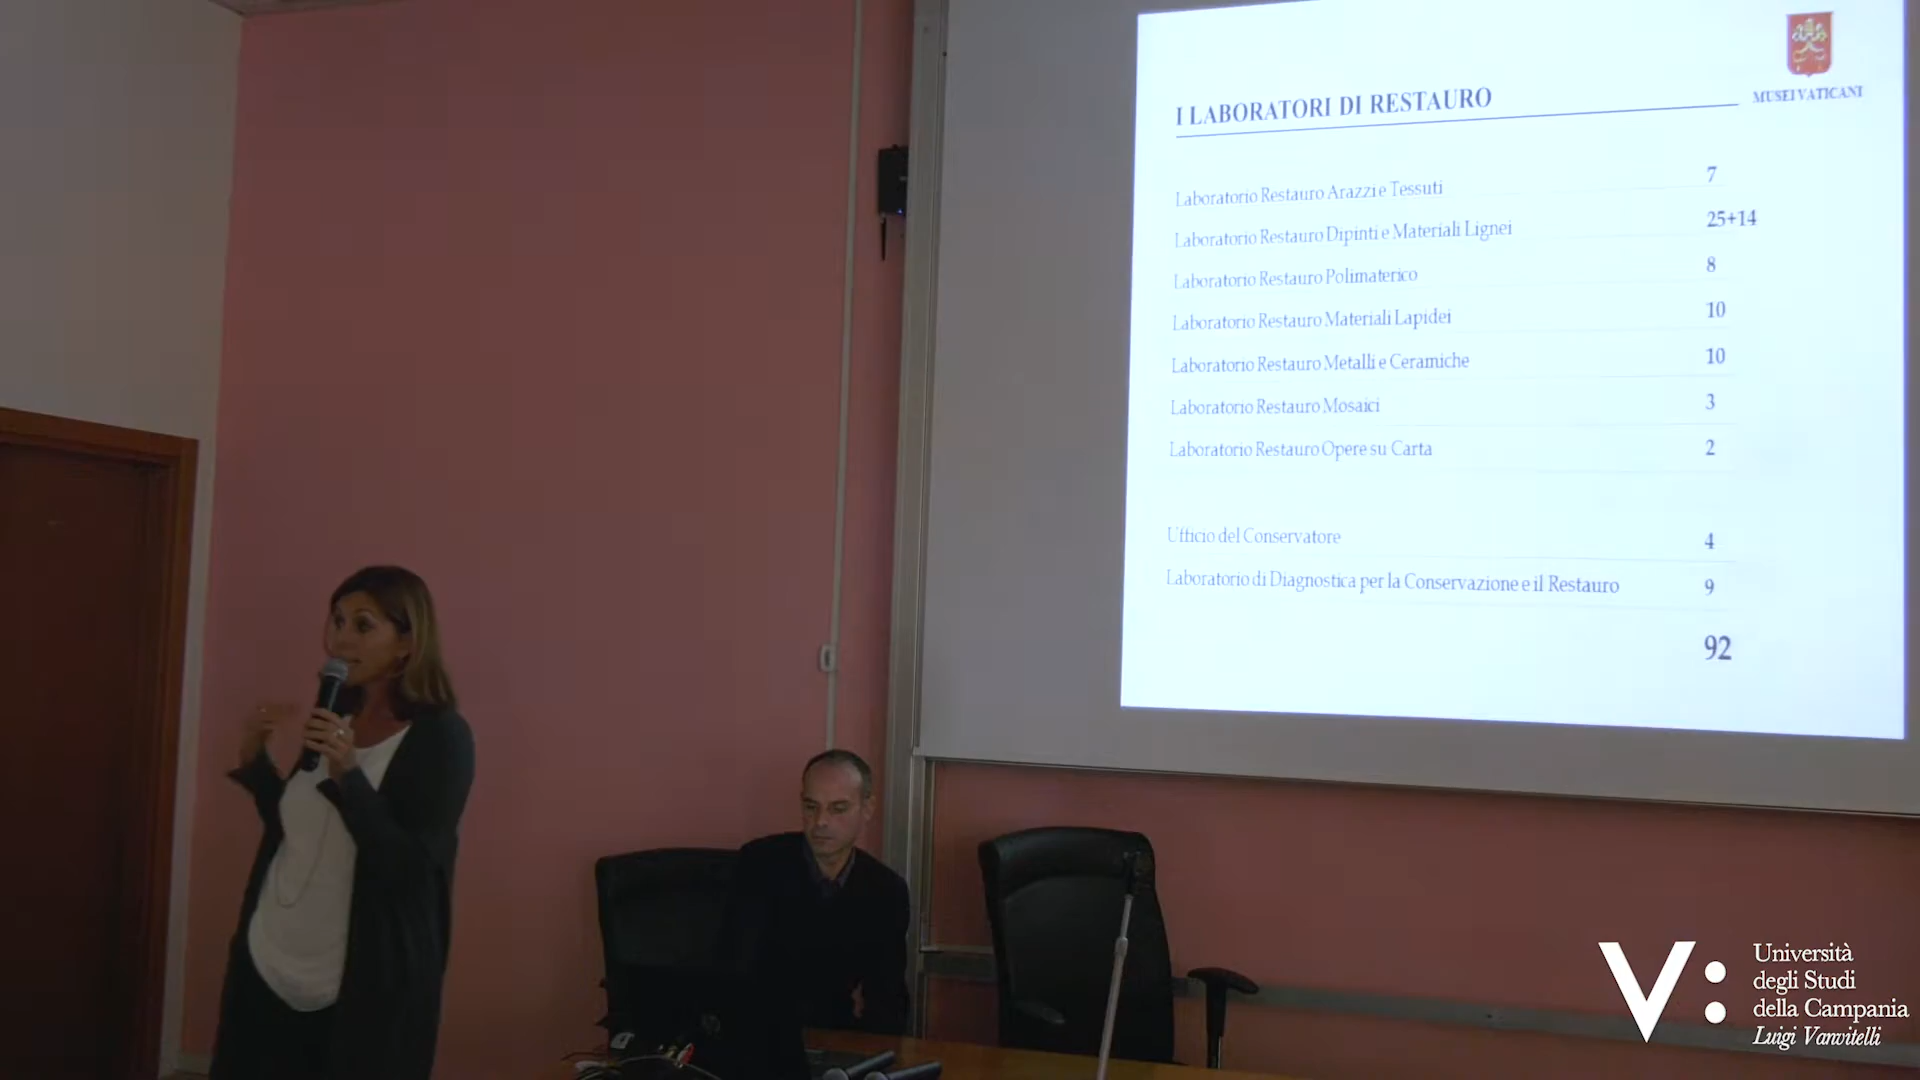 MUSEI VATICANI
I LABORATORI DI RESTAURO
Laboratorio Restauro Arazzi e Tessuti 7
Laboratorio Restauro Dipinti e Materiali Lignei 25+14
Laboratorio Restauro Polimaterico 8
Laboratorio Restauro Materiali Lapidei 10
Laboratorio Restauro Metalli e Ceramiche 10
Laboratorio Restauro Mosaici 3
Laboratorio Restauro Opere su Carta 2
Ufficio del Conservatore 4
Laboratorio di Diagnostica per la Conservazione e il Restauro 9
92
V:
Università
degli Studi
della Campania
Luigi Vanvitelli